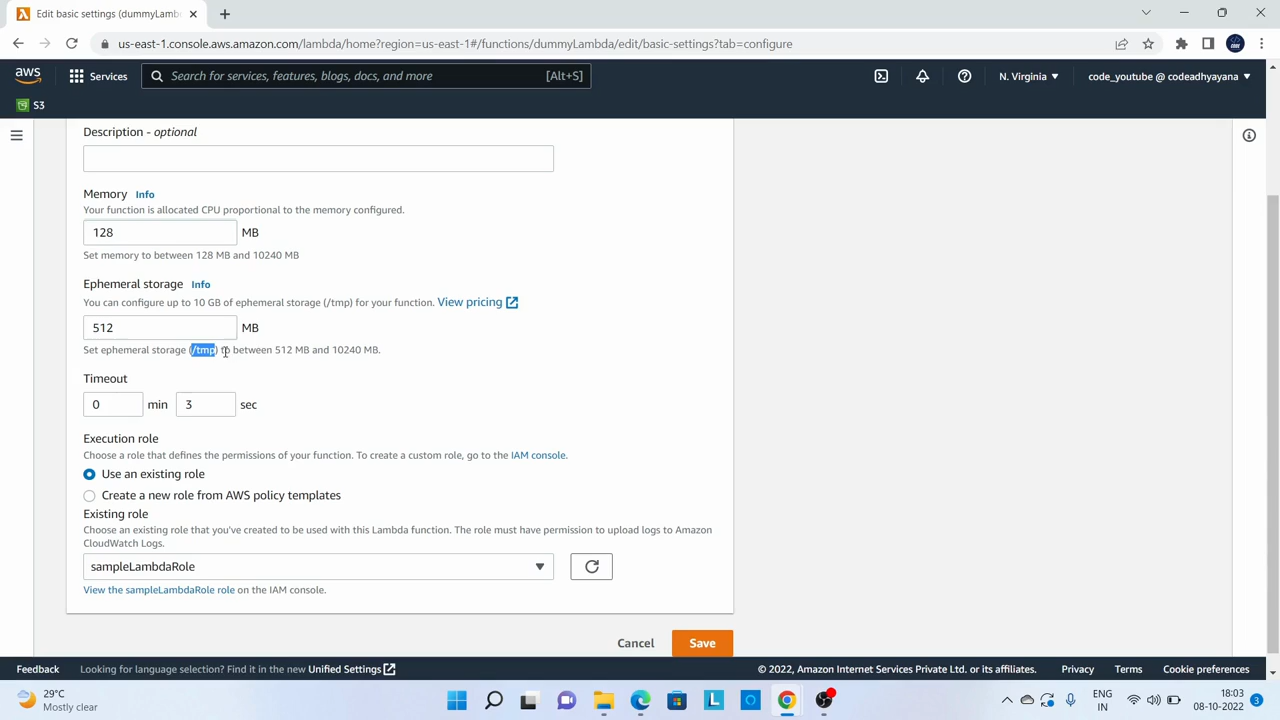 Edit basic settings (dummyLamb
us-east-1.console.aws.amazon.com/lambda/home?region=us-east-1#/function/dummyLambda/edit/basic-settings?tab=configure
aws
Services
Search for services, features, blogs, docs, and more
[Alt+S]
N. Virginia
code_youtube @ codeadhyayana
S3
Description - optional
Memory Info
Your function is allocated CPU proportional to the memory configured.
128 MB
Set memory to between 128 MB and 10240 MB
Ephemeral storage Info
You can configure up to 10 GB of ephemeral storage (/tmp) for your function. View pricing
512 MB
Set ephemeral storage (/tmp) to between 512 MB and 10240 MB.
Timeout
0 min 3 sec
Execution role
Choose a role that defines the permissions of your function. To create a custom role, go to the IAM console.
Use an existing role
Create a new role from AWS policy templates
Existing role
Choose an existing role that you've created to be used with this Lambda function. The role must have permission to upload logs to Amazon
CloudWatch Logs.
sampleLambdaRole
View the sampleLambdaRole role on the IAM console.
Cancel Save
Feedback Looking for language selection? Find it in the new Unified Settings © 2022, Amazon Internet Services Private Ltd. or its affiliates. Privacy Terms Cookie preferences
29°C
Mostly clear
L
ENG
IN
18:03
08-10-2022
3